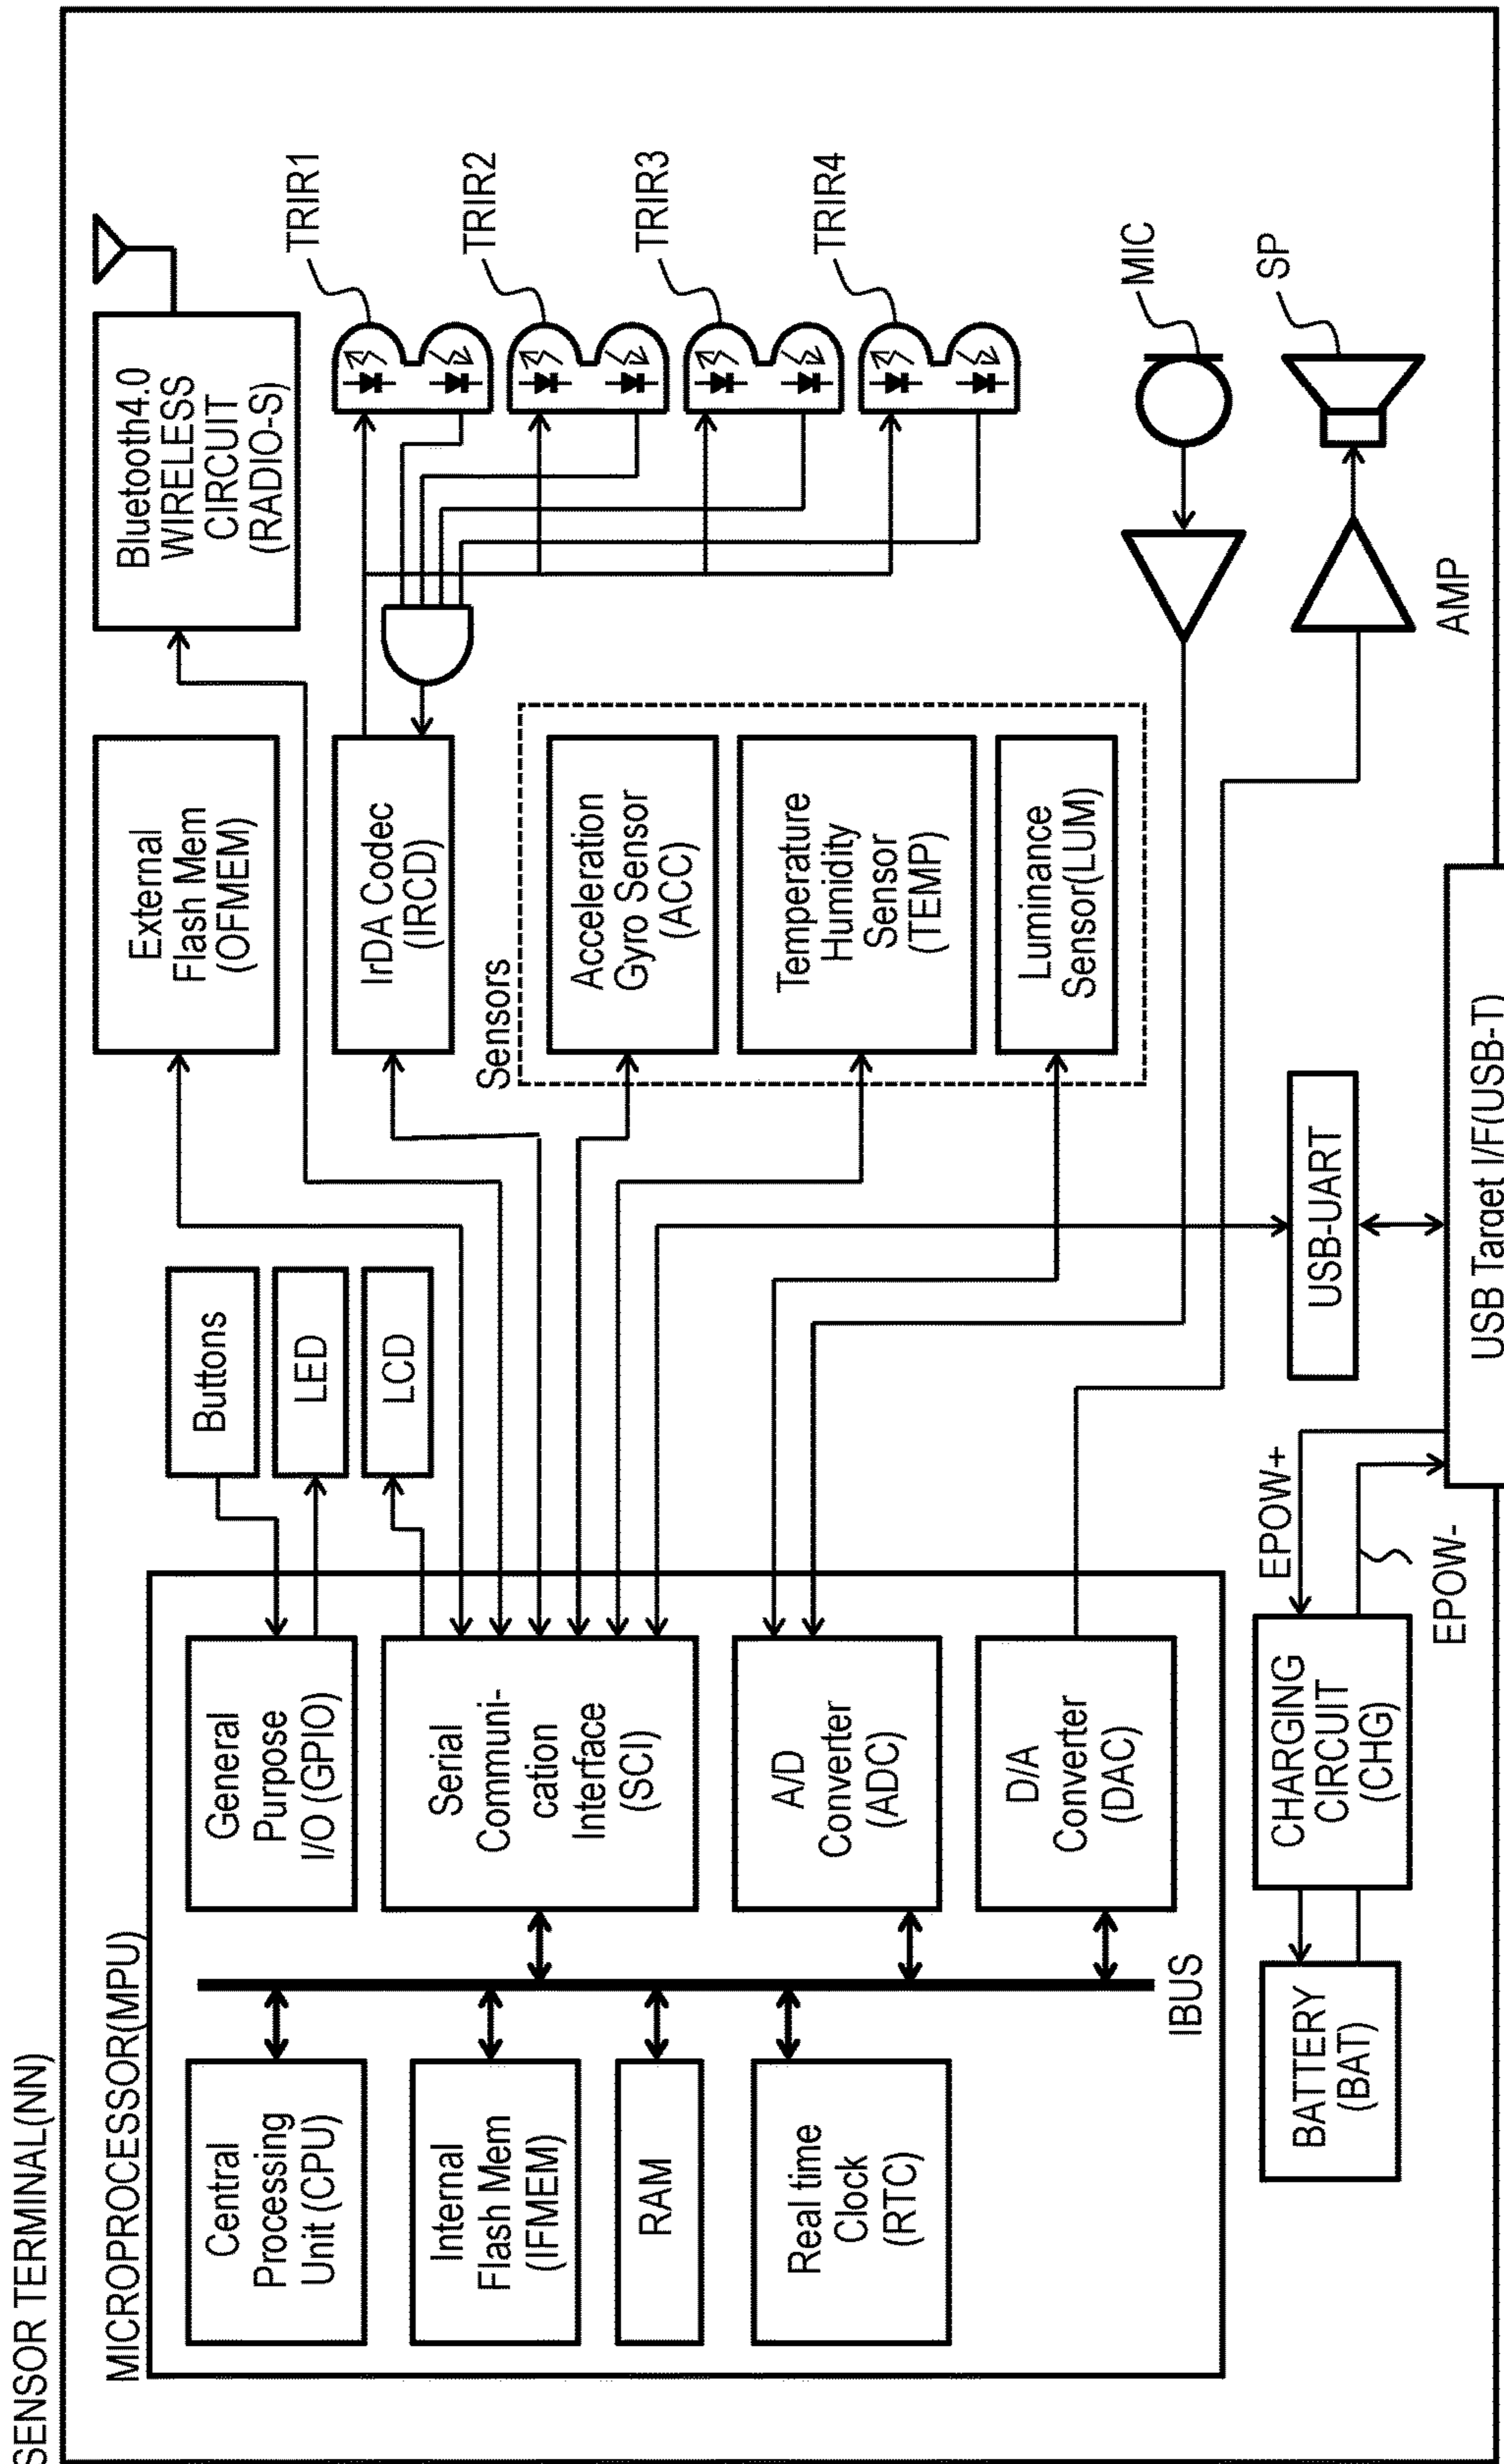 SENSOR TERMINAL(NN)
MICROPROCESSOR(MPU)
Central
Processing
Unit (CPU)
Internal
Flash Mem
(IFMEM)
RAM
Real time
Clock
(RTC)
IBUS
General
Purpose
I/O (GPIO)
Serial
Communi-
cation
Interface
(SCI)
A/D
Converter
(ADC)
D/A
Converter
(DAC)
BATTERY
(BAT)
CHARGING
CIRCUIT
(CHG)
EPOW+
EPOW-
Buttons
LED
LCD
External
Flash Mem
(OFMEM)
IrDA Codec
(IRCD)
Sensors
Acceleration
Gyro Sensor
(ACC)
Temperature
Humidity
Sensor
(TEMP)
Luminance
Sensor(LUM)
USB-UART
USB Target I/F(USB-T)
Bluetooth4.0
WIRELESS
CIRCUIT
(RADIO-S)
TRIR1
TRIR2
TRIR3
TRIR4
MIC
SP
AMP